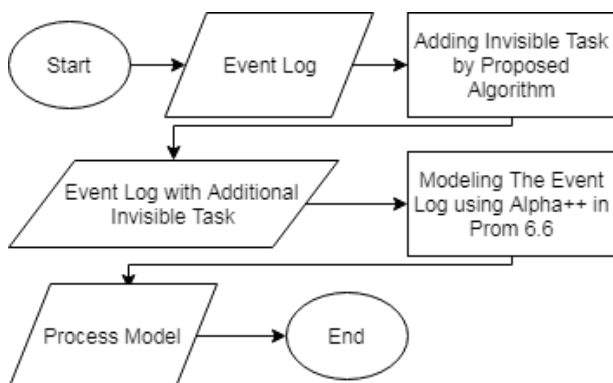 Start
Event Log
Adding Invisible Task
by Proposed
Algorithm
Event Log with Additional
Invisible Task
Modeling The Event
Log using Alpha++ in
Prom 6.6
Process Model
End